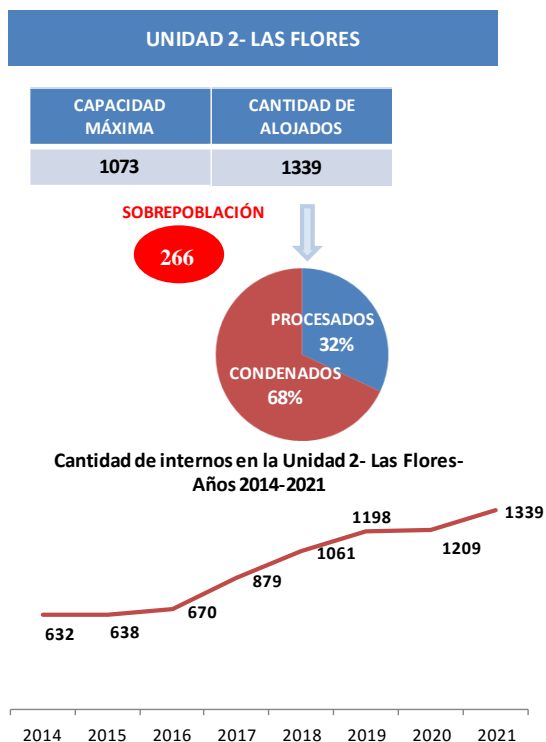 UNIDAD 2- LAS FLORES
CAPACIDAD
MÁXIMA
CANTIDAD DE
ALOJADOS
1073
1339
SOBREPOBLACIÓN
266
PROCESADOS
32%
CONDENADOS
68%
Cantidad de internos en la Unidad 2- Las Flores-
Años 2014-2021
632
638
670
879
1061
1198
1209
1339
2014 2015 2016 2017 2018 2019 2020 2021